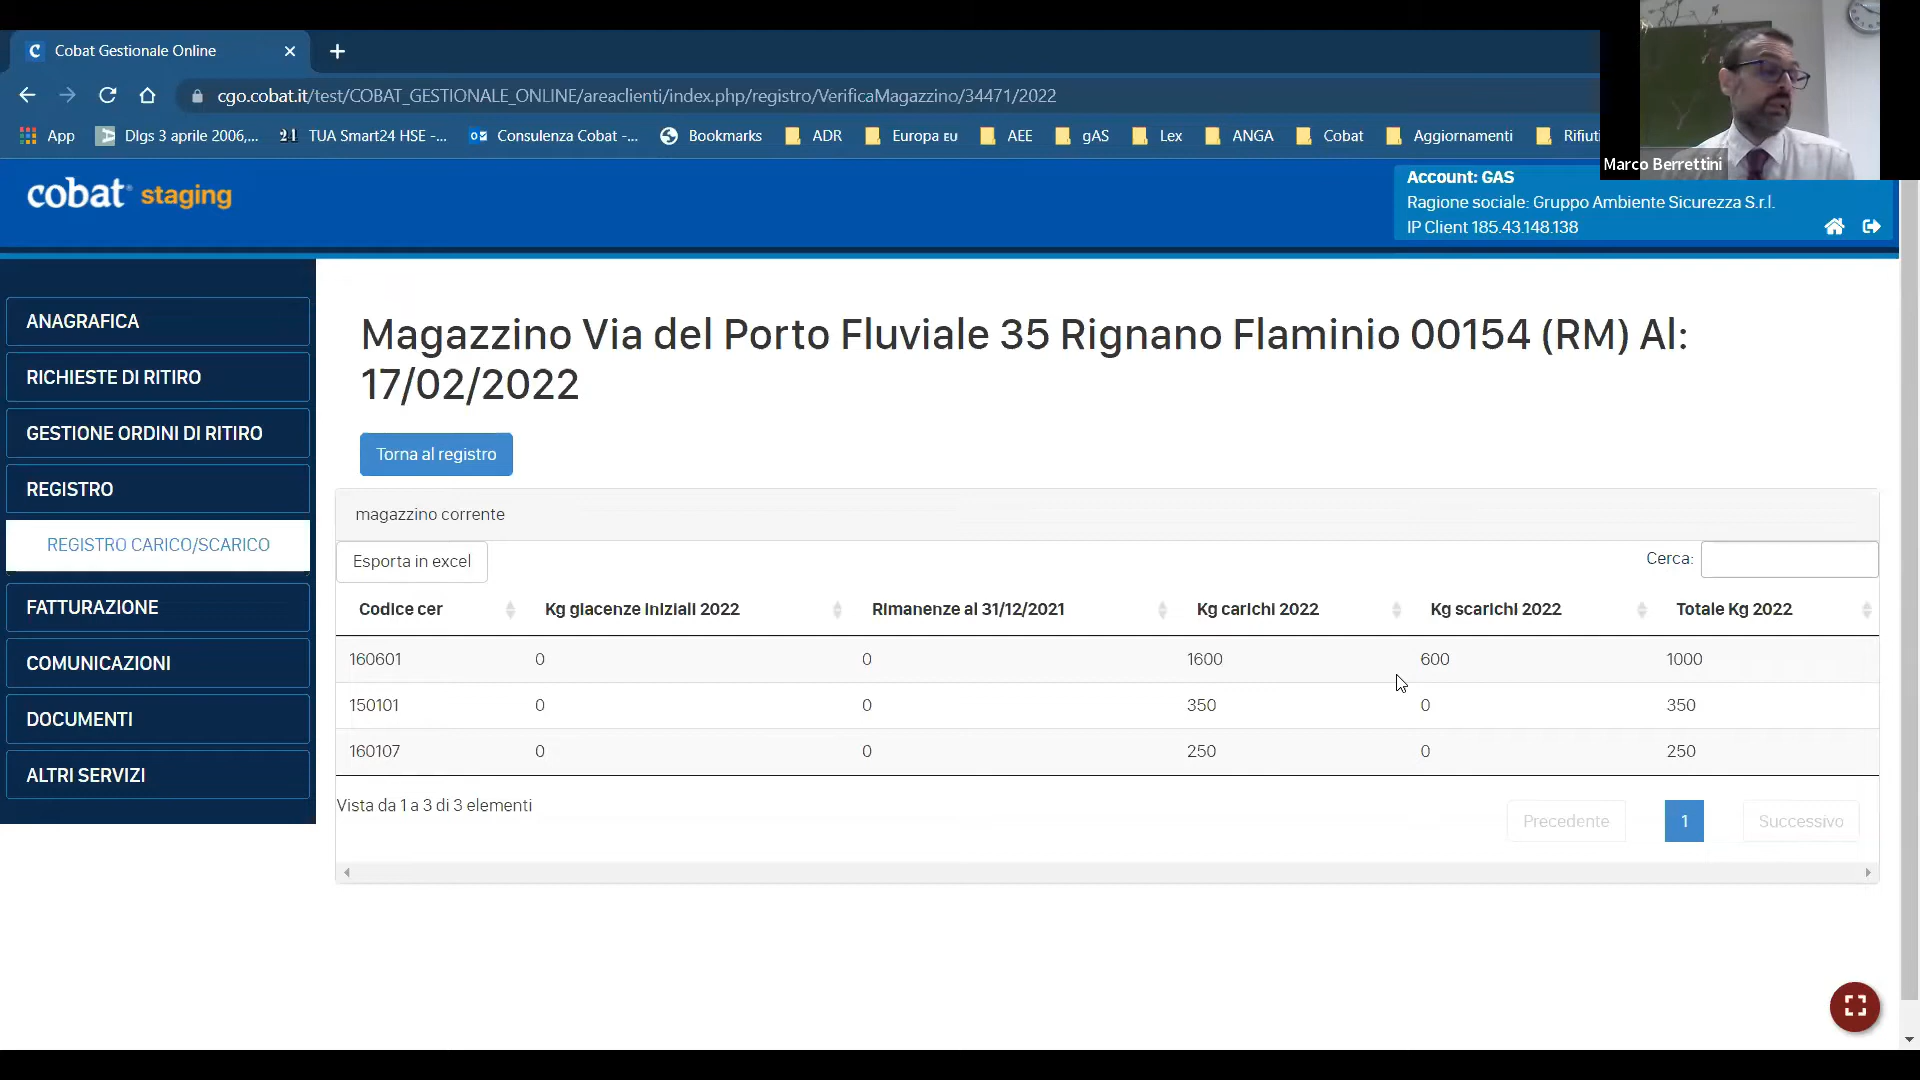 Cobat Gestionale Online
cgo.cobat.it/test/COBAT_GESTIONALE_ONLINE/areaclienti/index.php/registro/VerificaMagazzino/34471/2022
App Dlgs 3 aprile 2006,... 24 TUA Smart24 HSE -... Consulenza Cobat -... Bookmarks ADR Europa EU AEE gAS Lex ANGA Cobat Aggiornamenti Rifiuti
Marco Berrettini
cobat staging
Account: GAS
Ragione sociale: Gruppo Ambiente Sicurezza S.r.l.
IP Client 185.43.148.138
ANAGRAFICA
RICHIESTE DI RITIRO
GESTIONE ORDINI DI RITIRO
REGISTRO
REGISTRO CARICO/SCARICO
FATTURAZIONE
COMUNICAZIONI
DOCUMENTI
ALTRI SERVIZI
Magazzino Via del Porto Fluviale 35 Rignano Flaminio 00154 (RM) Al:
17/02/2022
Torna al registro
magazzino corrente
Esporta in excel
Cerca:
Codice cer Kg giacenze iniziali 2022 Rimanenze al 31/12/2021 Kg carichi 2022 Kg scarichi 2022 Totale Kg 2022
160601 0 0 1600 600 1000
150101 0 0 350 0 350
160107 0 0 250 0 250
Vista da 1 a 3 di 3 elementi
Precedente 1 Successivo